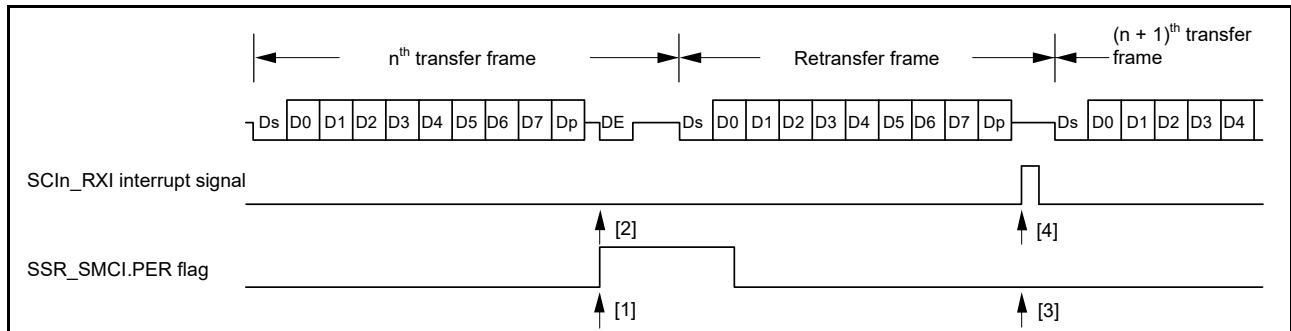 nth transfer frame
Retransfer frame
(n + 1)th transfer
frame
Ds D0 D1 D2 D3 D4 D5 D6 D7 Dp DE Ds D0 D1 D2 D3 D4 D5 D6 D7 Dp Ds D0 D1 D2 D3 D4
SCIn_RXI interrupt signal
[2] [4]
SSR_SMCI.PER flag
[1] [3]